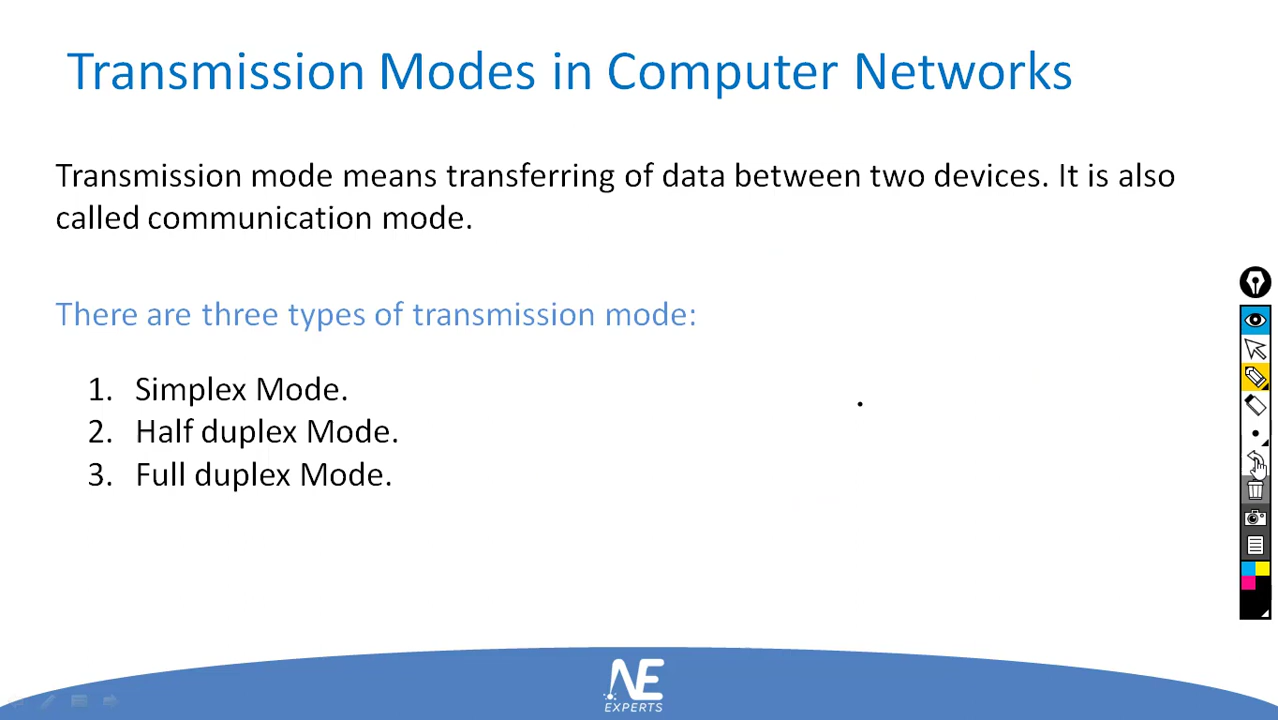 Transmission Modes in Computer Networks
Transmission mode means transferring of data between two devices. It is also
called communication mode.
There are three types of transmission mode:
1. Simplex Mode.
2. Half duplex Mode.
3. Full duplex Mode.
NE
EXPERTS